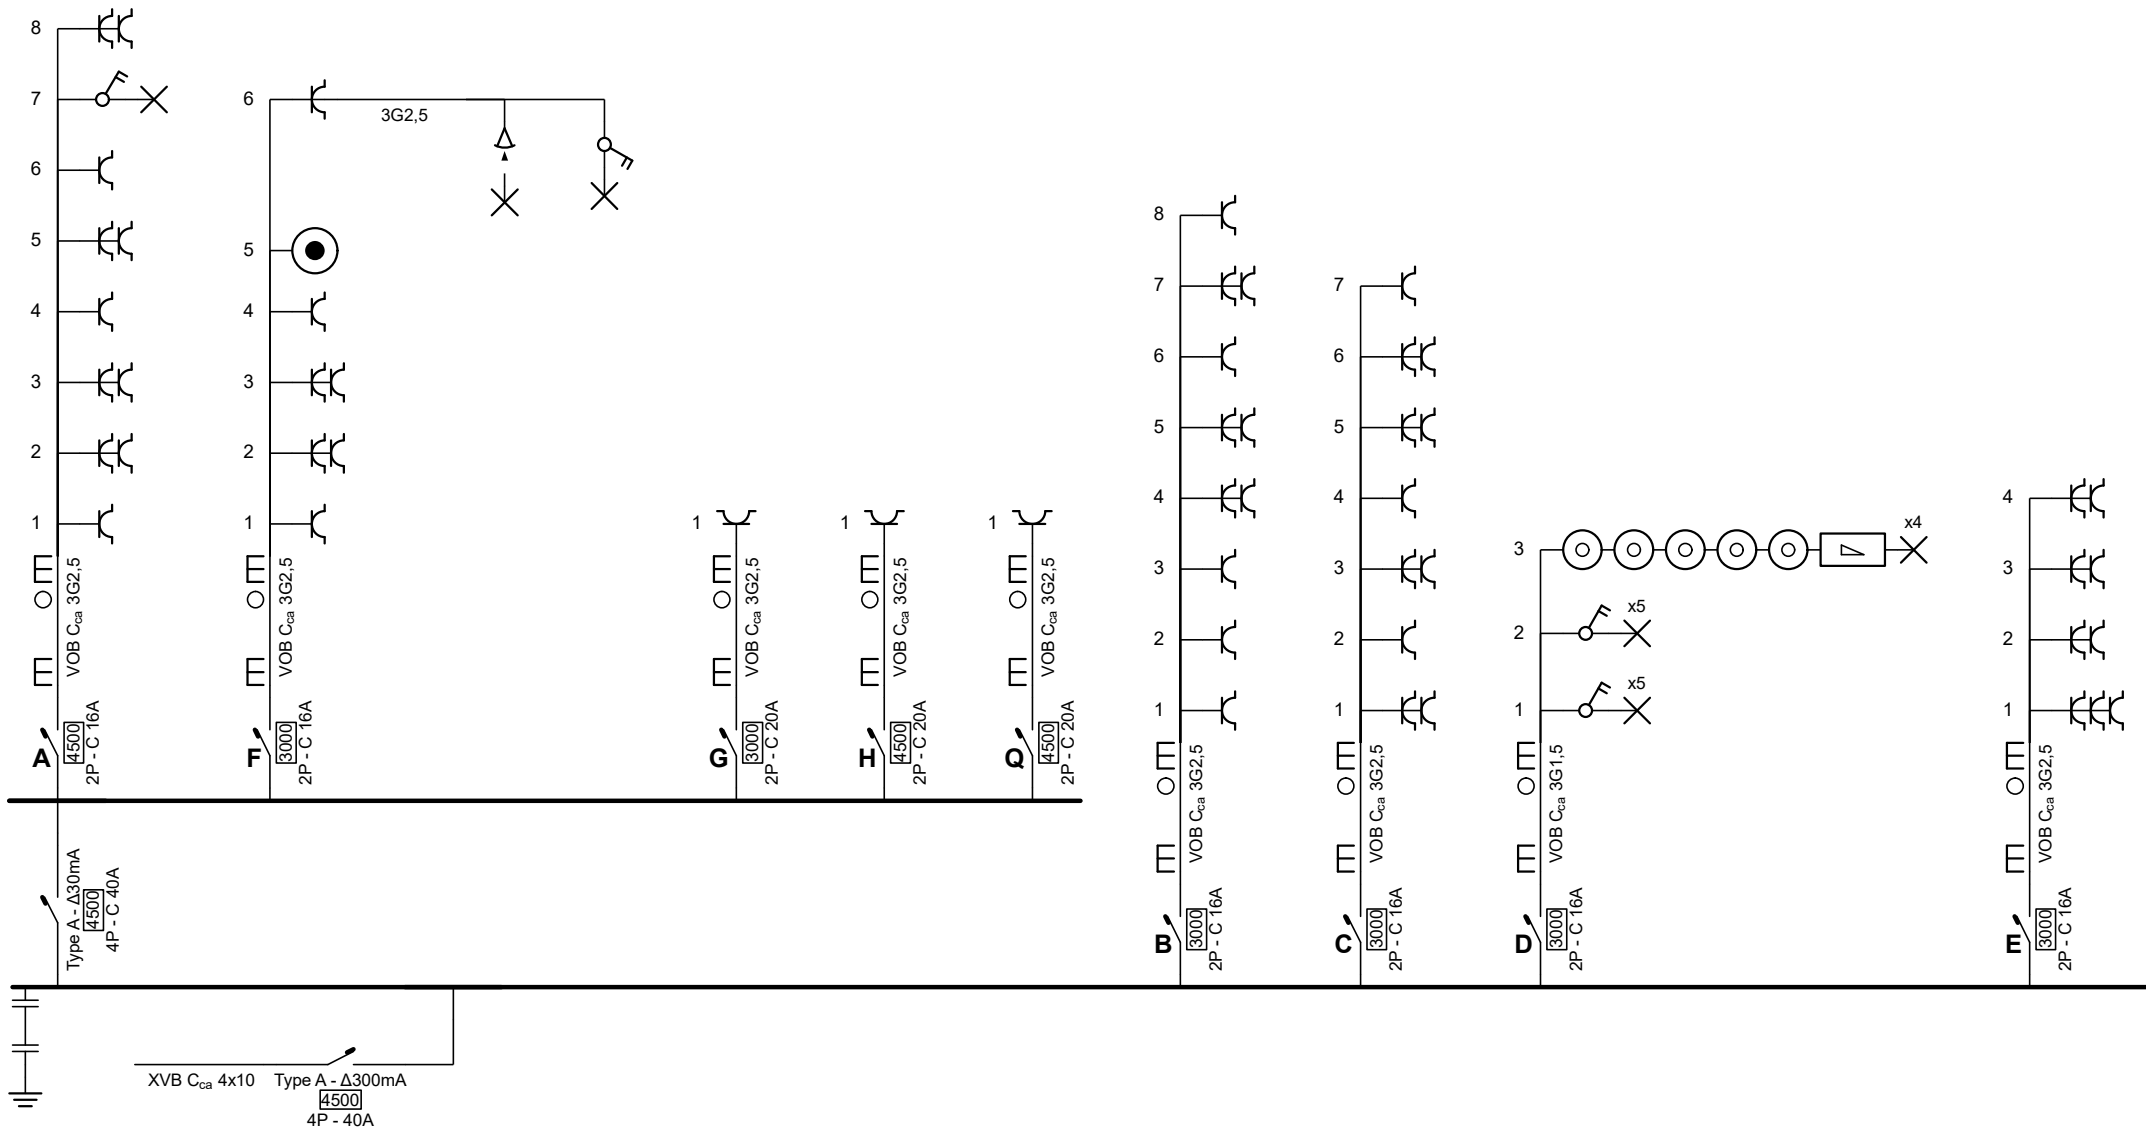 8
7
6
5
4
3
2
1
VOB Cca 3G2,5
A
4500
2P - C 16A
6
3G2,5
5
4
3
2
1
VOB Cca 3G2,5
F
3000
2P - C 16A
1
VOB Cca 3G2,5
G
3000
2P - C 20A
1
VOB Cca 3G2,5
H
4500
2P - C 20A
1
VOB Cca 3G2,5
Q
4500
2P - C 20A
8
7
6
5
4
3
2
1
VOB Cca 3G2,5
B
3000
2P - C 16A
7
6
5
4
3
2
1
VOB Cca 3G2,5
C
3000
2P - C 16A
3
x4
2
x5
1
x5
VOB Cca 3G1,5
D
3000
2P - C 16A
4
3
2
1
VOB Cca 3G2,5
E
3000
2P - C 16A
Type A - Δ30mA
4500
4P - C 40A
XVB Cca 4x10
Type A - Δ300mA
4500
4P - 40A